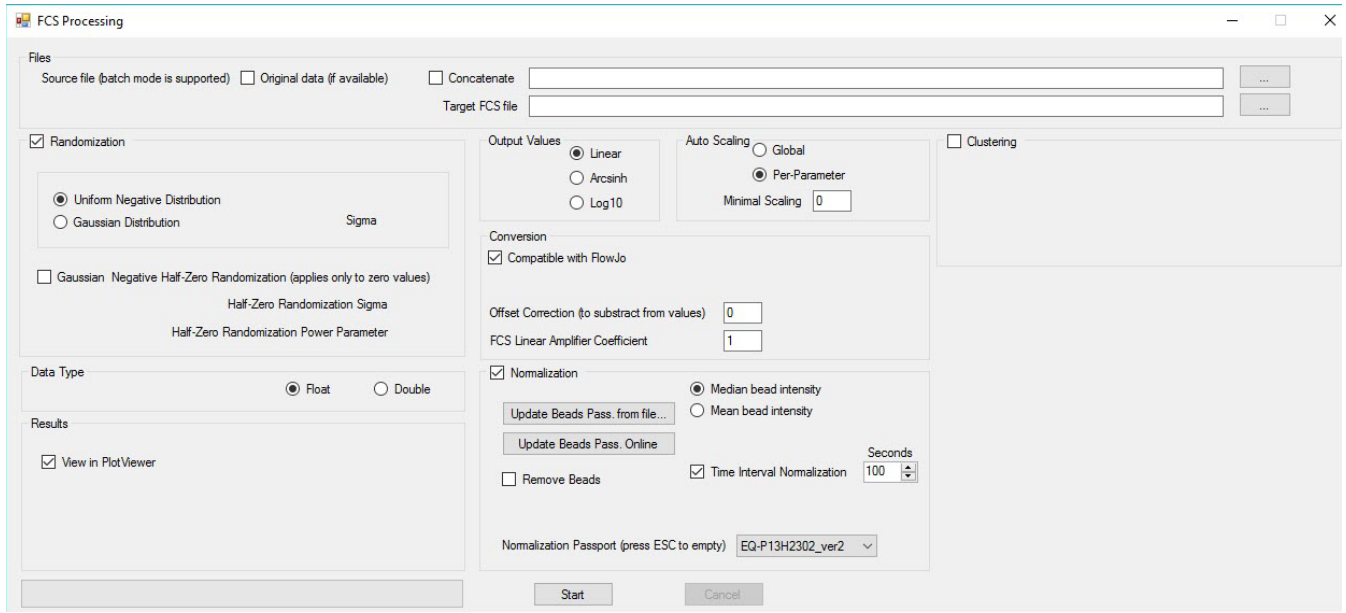 FCS Processing
Files
Source file (batch mode is supported) Original data (if available) Concatenate ...
Target FCS file ...
Randomization
Uniform Negative Distribution
Gaussian Distribution Sigma
Gaussian Negative Half-Zero Randomization (applies only to zero values)
Half-Zero Randomization Sigma
Half-Zero Randomization Power Parameter
Data Type
Float Double
Results
View in PlotViewer
Output Values
Linear
Arcsinh
Log10
Auto Scaling
Global
Per-Parameter
Minimal Scaling 0
Conversion
Compatible with FlowJo
Offset Correction (to substract from values) 0
FCS Linear Amplifier Coefficient 1
Normalization
Median bead intensity
Mean bead intensity
Update Beads Pass. from file...
Update Beads Pass. Online
Remove Beads
Seconds
Time Interval Normalization 100
Normalization Passport (press ESC to empty) EQ-P13H2302_ver2
Clustering
Start Cancel